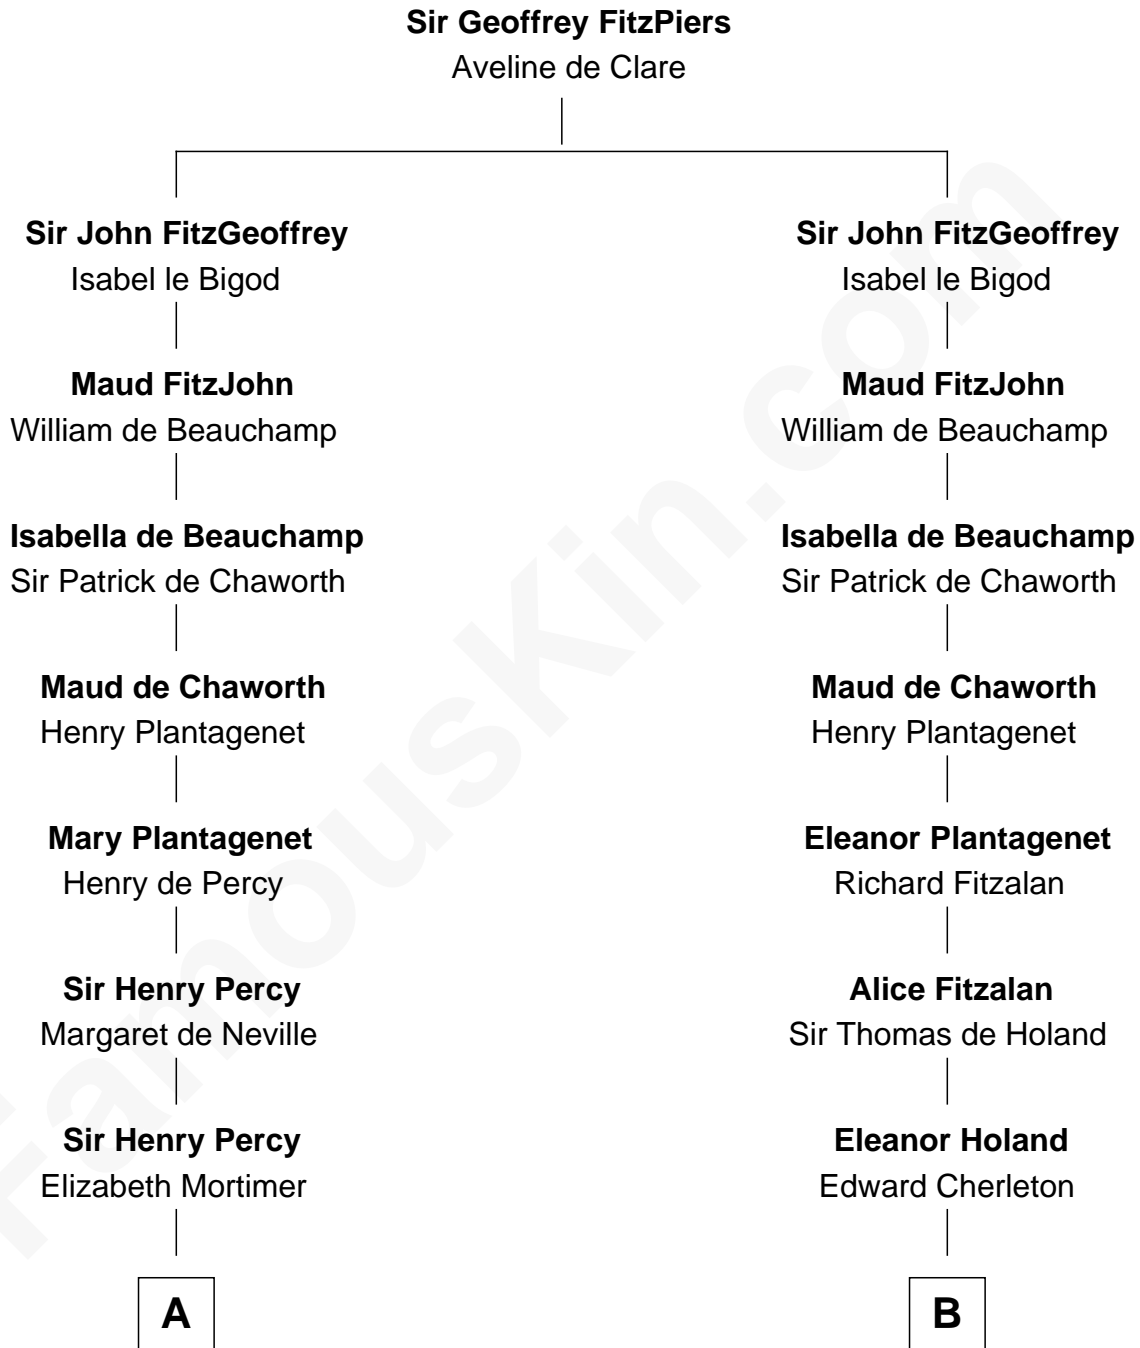 Sir Geoffrey FitzPiers
Aveline de Clare
Sir John FitzGeoffrey
Isabel le Bigod
Maud FitzJohn
William de Beauchamp
Isabella de Beauchamp
Sir Patrick de Chaworth
Maud de Chaworth
Henry Plantagenet
Mary Plantagenet
Henry de Percy
Sir Henry Percy
Margaret de Neville
Sir Henry Percy
Elizabeth Mortimer
A
Sir John FitzGeoffrey
Isabel le Bigod
Maud FitzJohn
William de Beauchamp
Isabella de Beauchamp
Sir Patrick de Chaworth
Maud de Chaworth
Henry Plantagenet
Eleanor Plantagenet
Richard Fitzalan
Alice Fitzalan
Sir Thomas de Holand
Eleanor Holand
Edward Cherleton
B
FamousKin.com